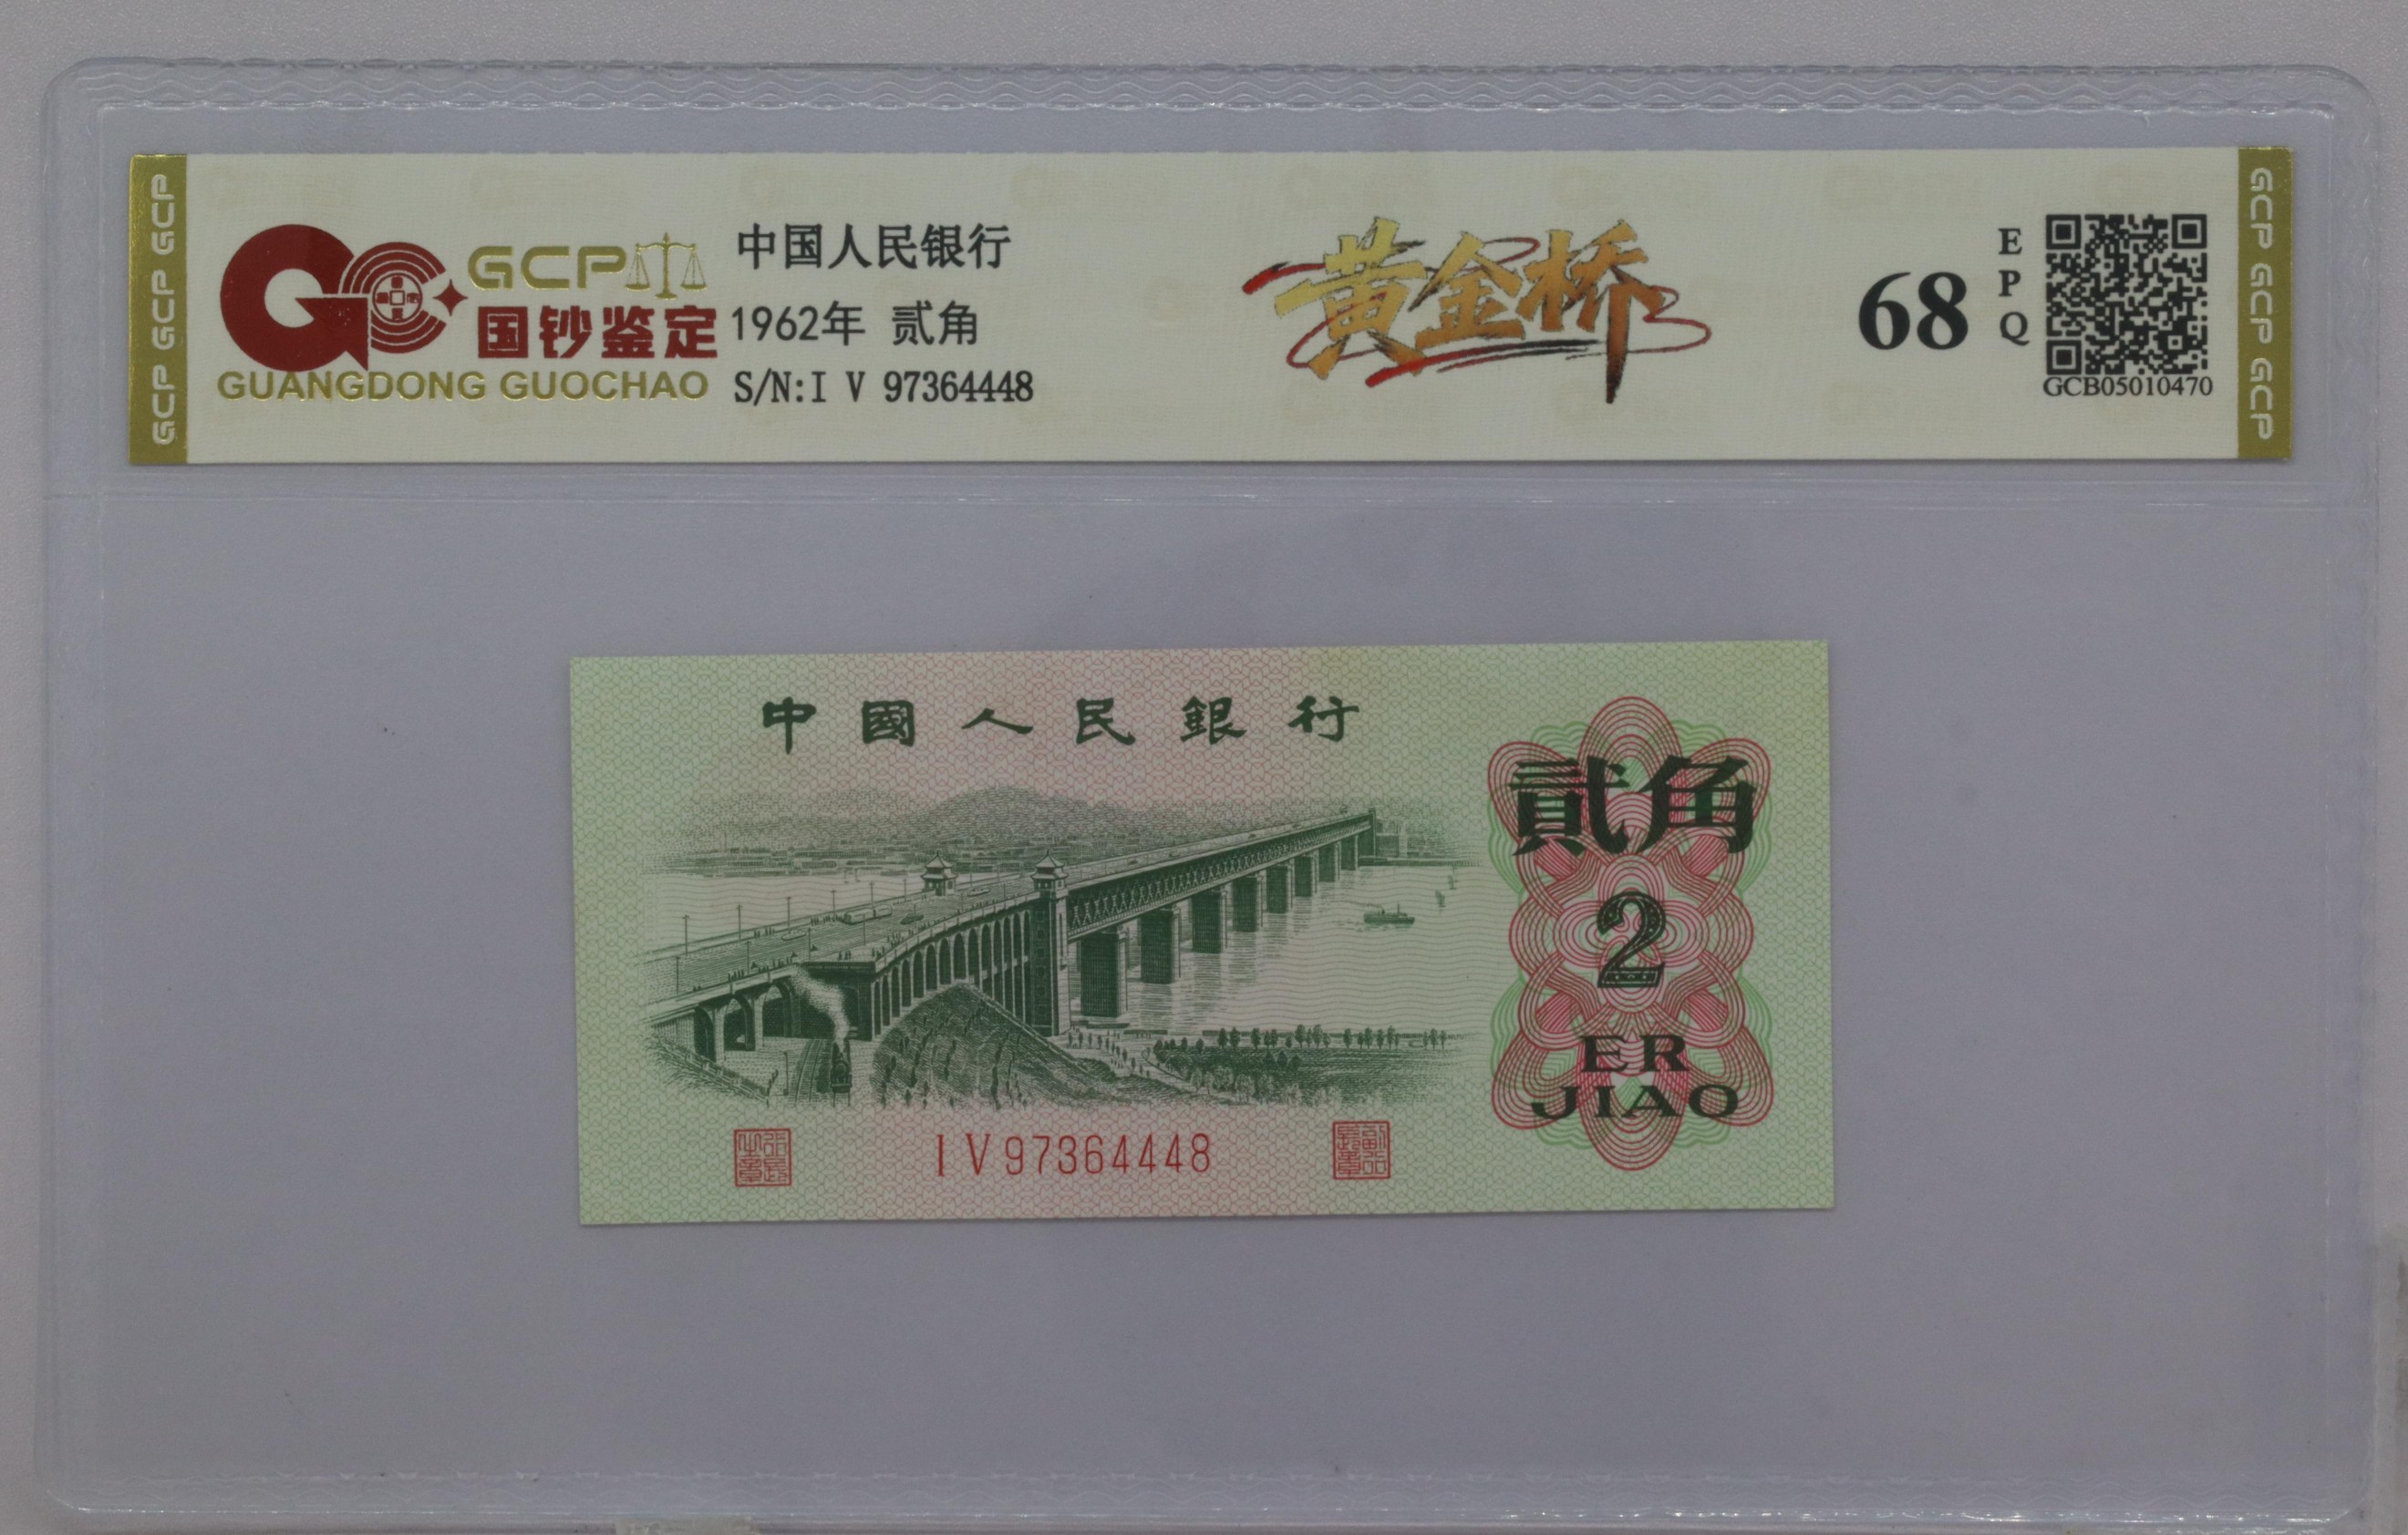 GCP GCP GCP
GCP
国钞鉴定
GUANGDONG GUOCHAO
中国人民银行
1962年 贰角
S/N:I V 97364448
黄金桥
68
EPQ
GCB05010470
GCP GCP GCP
中國人民銀行
貳角
2
ER
JIAO
I V 97364448